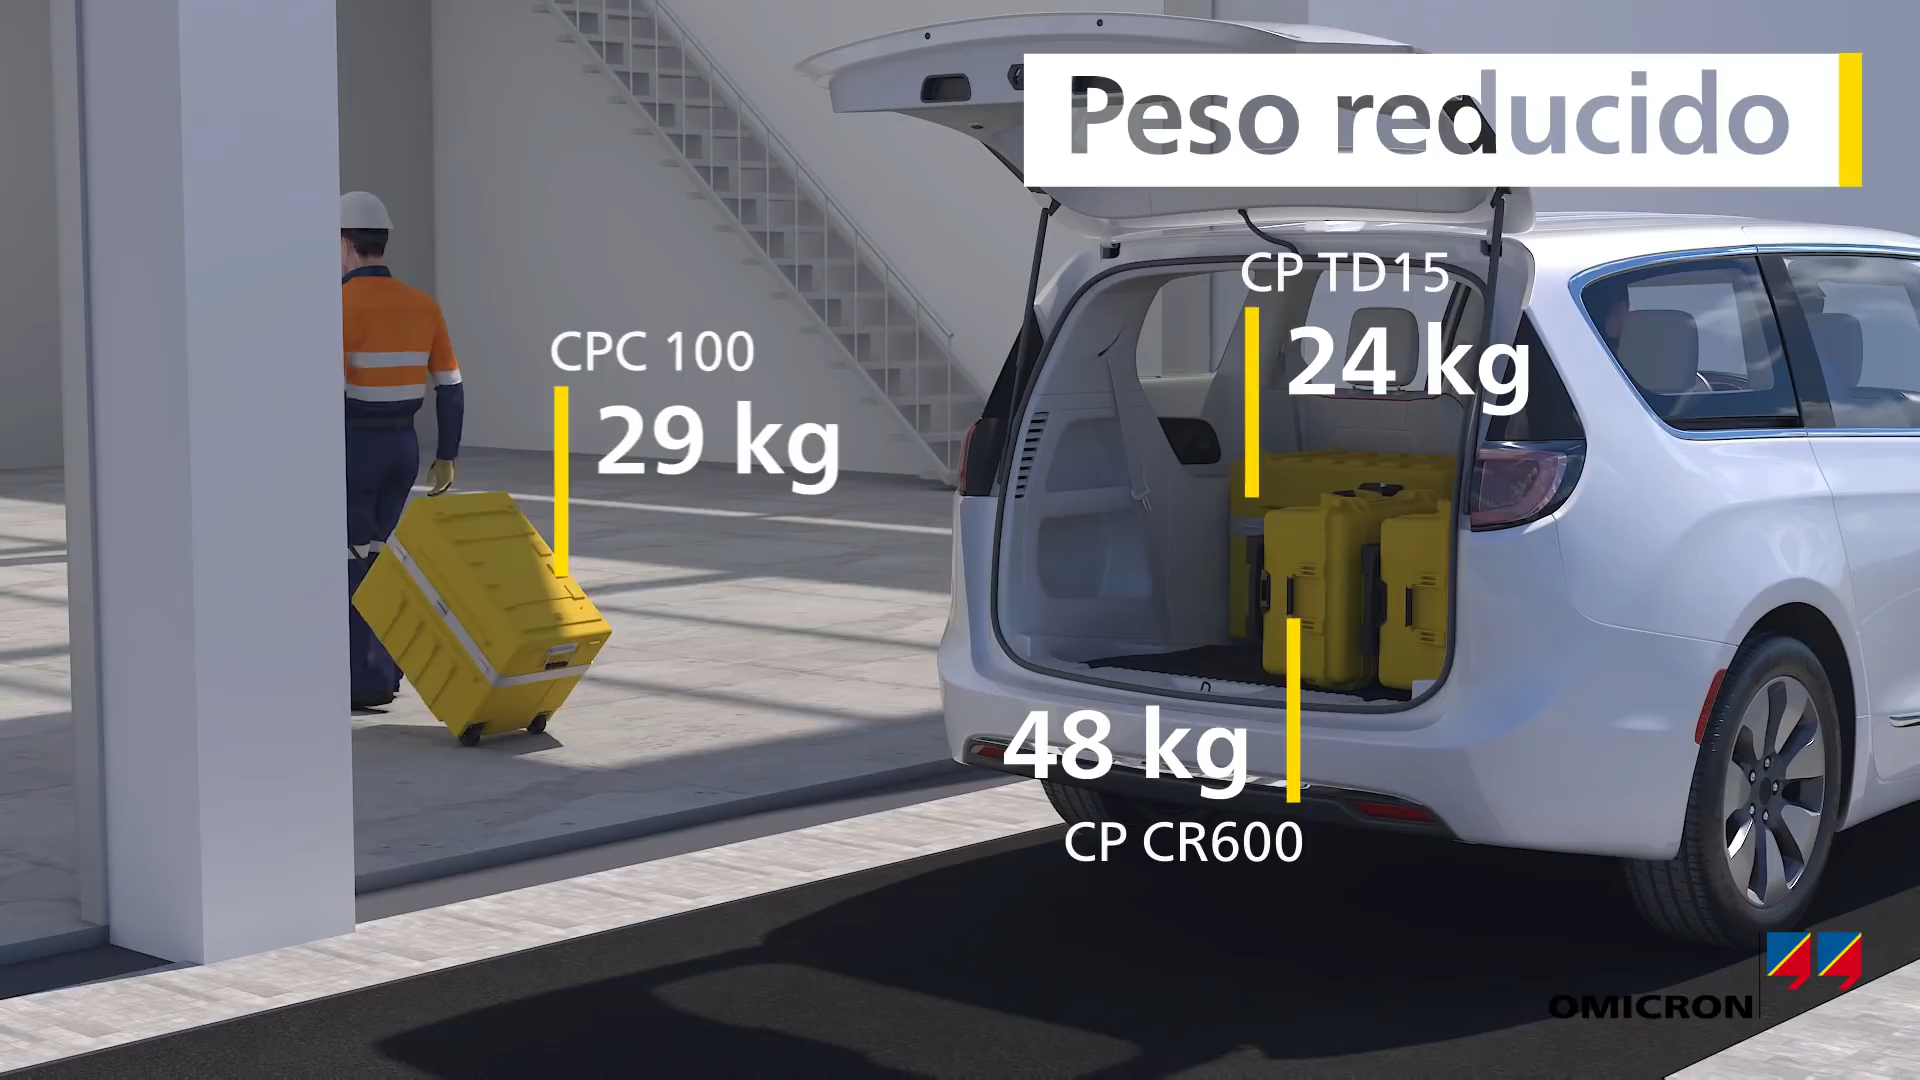 Peso reducido
CP TD15
24 kg
CPC 100
29 kg
48 kg
CP CR600
OMICRON